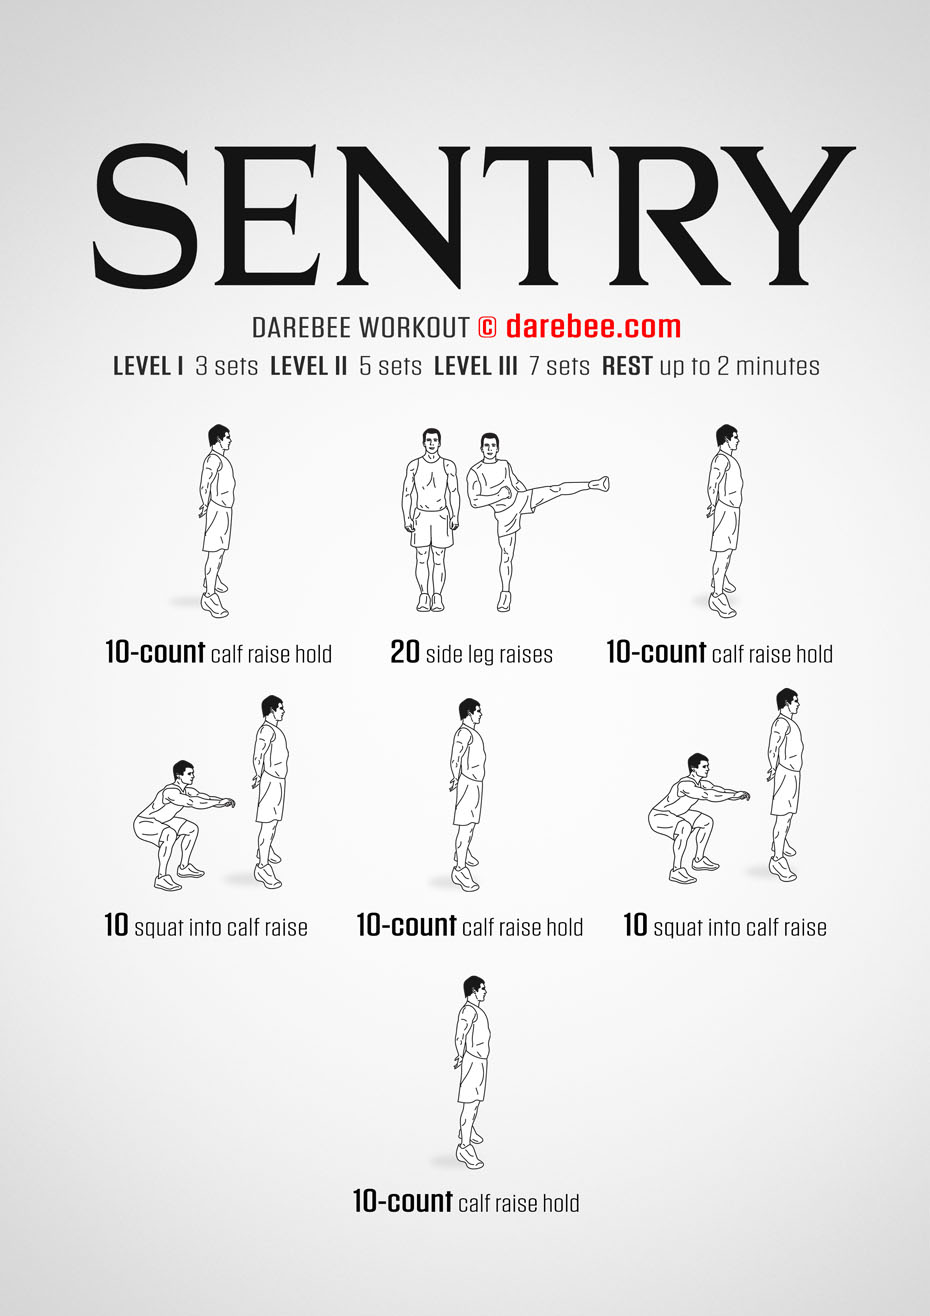 SENTRY
DAREBEE WORKOUT © darebee.com
LEVEL I 3 sets LEVEL II 5 sets LEVEL III 7 sets REST up to 2 minutes
10-count calf raise hold
20 side leg raises
10-count calf raise hold
10 squat into calf raise
10-count calf raise hold
10 squat into calf raise
10-count calf raise hold